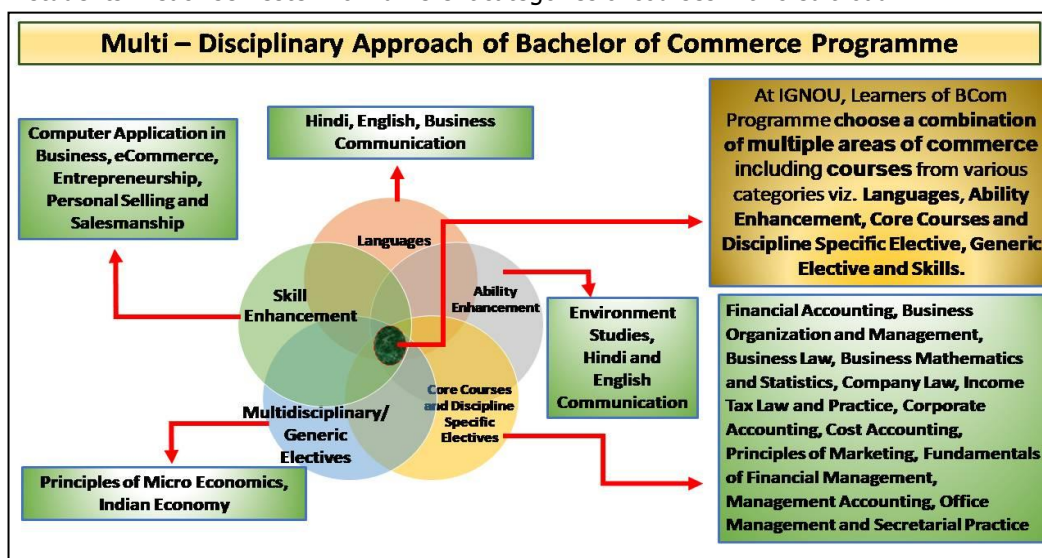 Multi – Disciplinary Approach of Bachelor of Commerce Programme
Computer Application in
Business, eCommerce,
Entrepreneurship,
Personal Selling and
Salesmanship
Hindi, English, Business
Communication
At IGNOU, Learners of BCom
Programme choose a combination
of multiple areas of commerce
including courses from various
categories viz. Languages, Ability
Enhancement, Core Courses and
Discipline Specific Elective, Generic
Elective and Skills.
Languages
Skill
Enhancement
Ability
Enhancement
Multidisciplinary/
Generic
Electives
Core Courses
and Discipline
Specific
Electives
Environment
Studies,
Hindi and
English
Communication
Principles of Micro Economics,
Indian Economy
Financial Accounting, Business
Organization and Management,
Business Law, Business Mathematics
and Statistics, Company Law, Income
Tax Law and Practice, Corporate
Accounting, Cost Accounting,
Principles of Marketing, Fundamentals
of Financial Management,
Management Accounting, Office
Management and Secretarial Practice